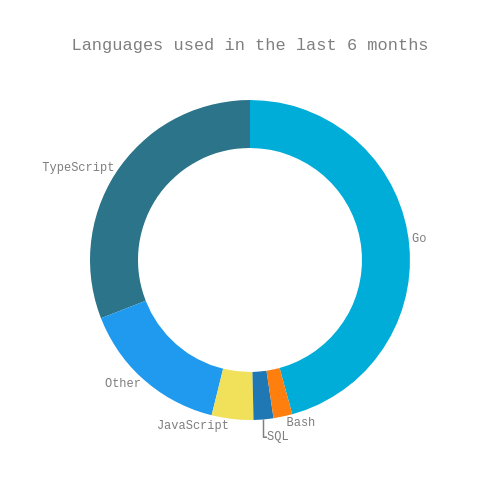 Languages used in the last 6 months
TypeScript
Go
Other
JavaScript
Bash
SQL